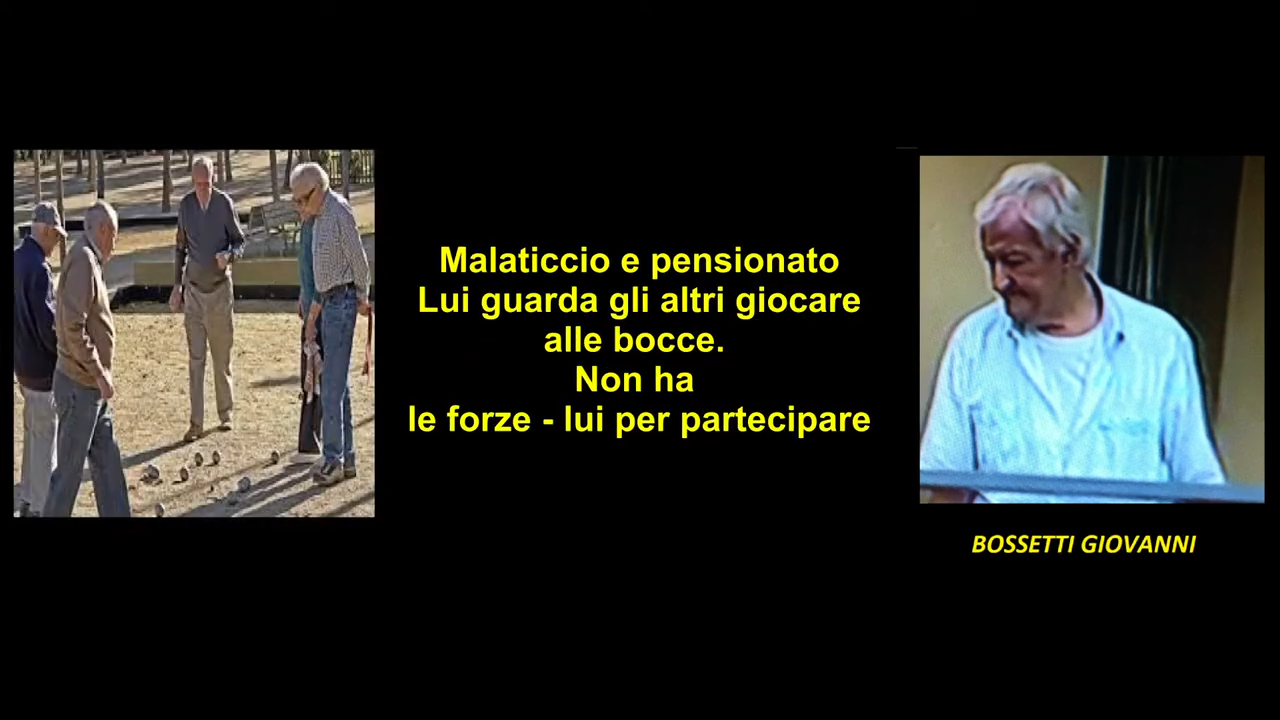 Malaticcio e pensionato
Lui guarda gli altri giocare
alle bocce.
Non ha
le forze - lui per partecipare
BOSSETTI GIOVANNI